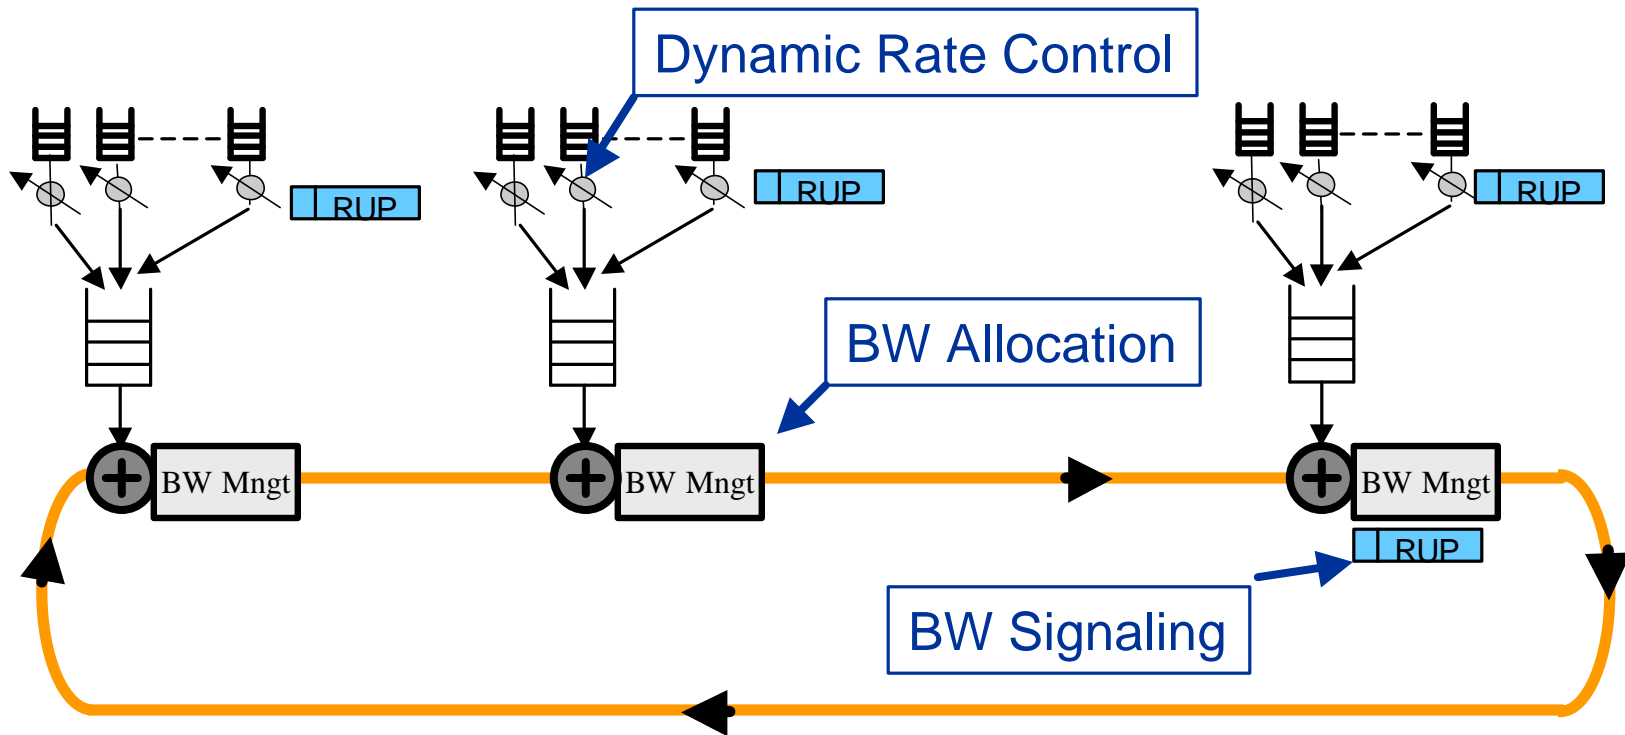 Dynamic Rate Control
RUP
RUP
RUP
BW Allocation
BW Mngt
BW Mngt
BW Mngt
RUP
BW Signaling